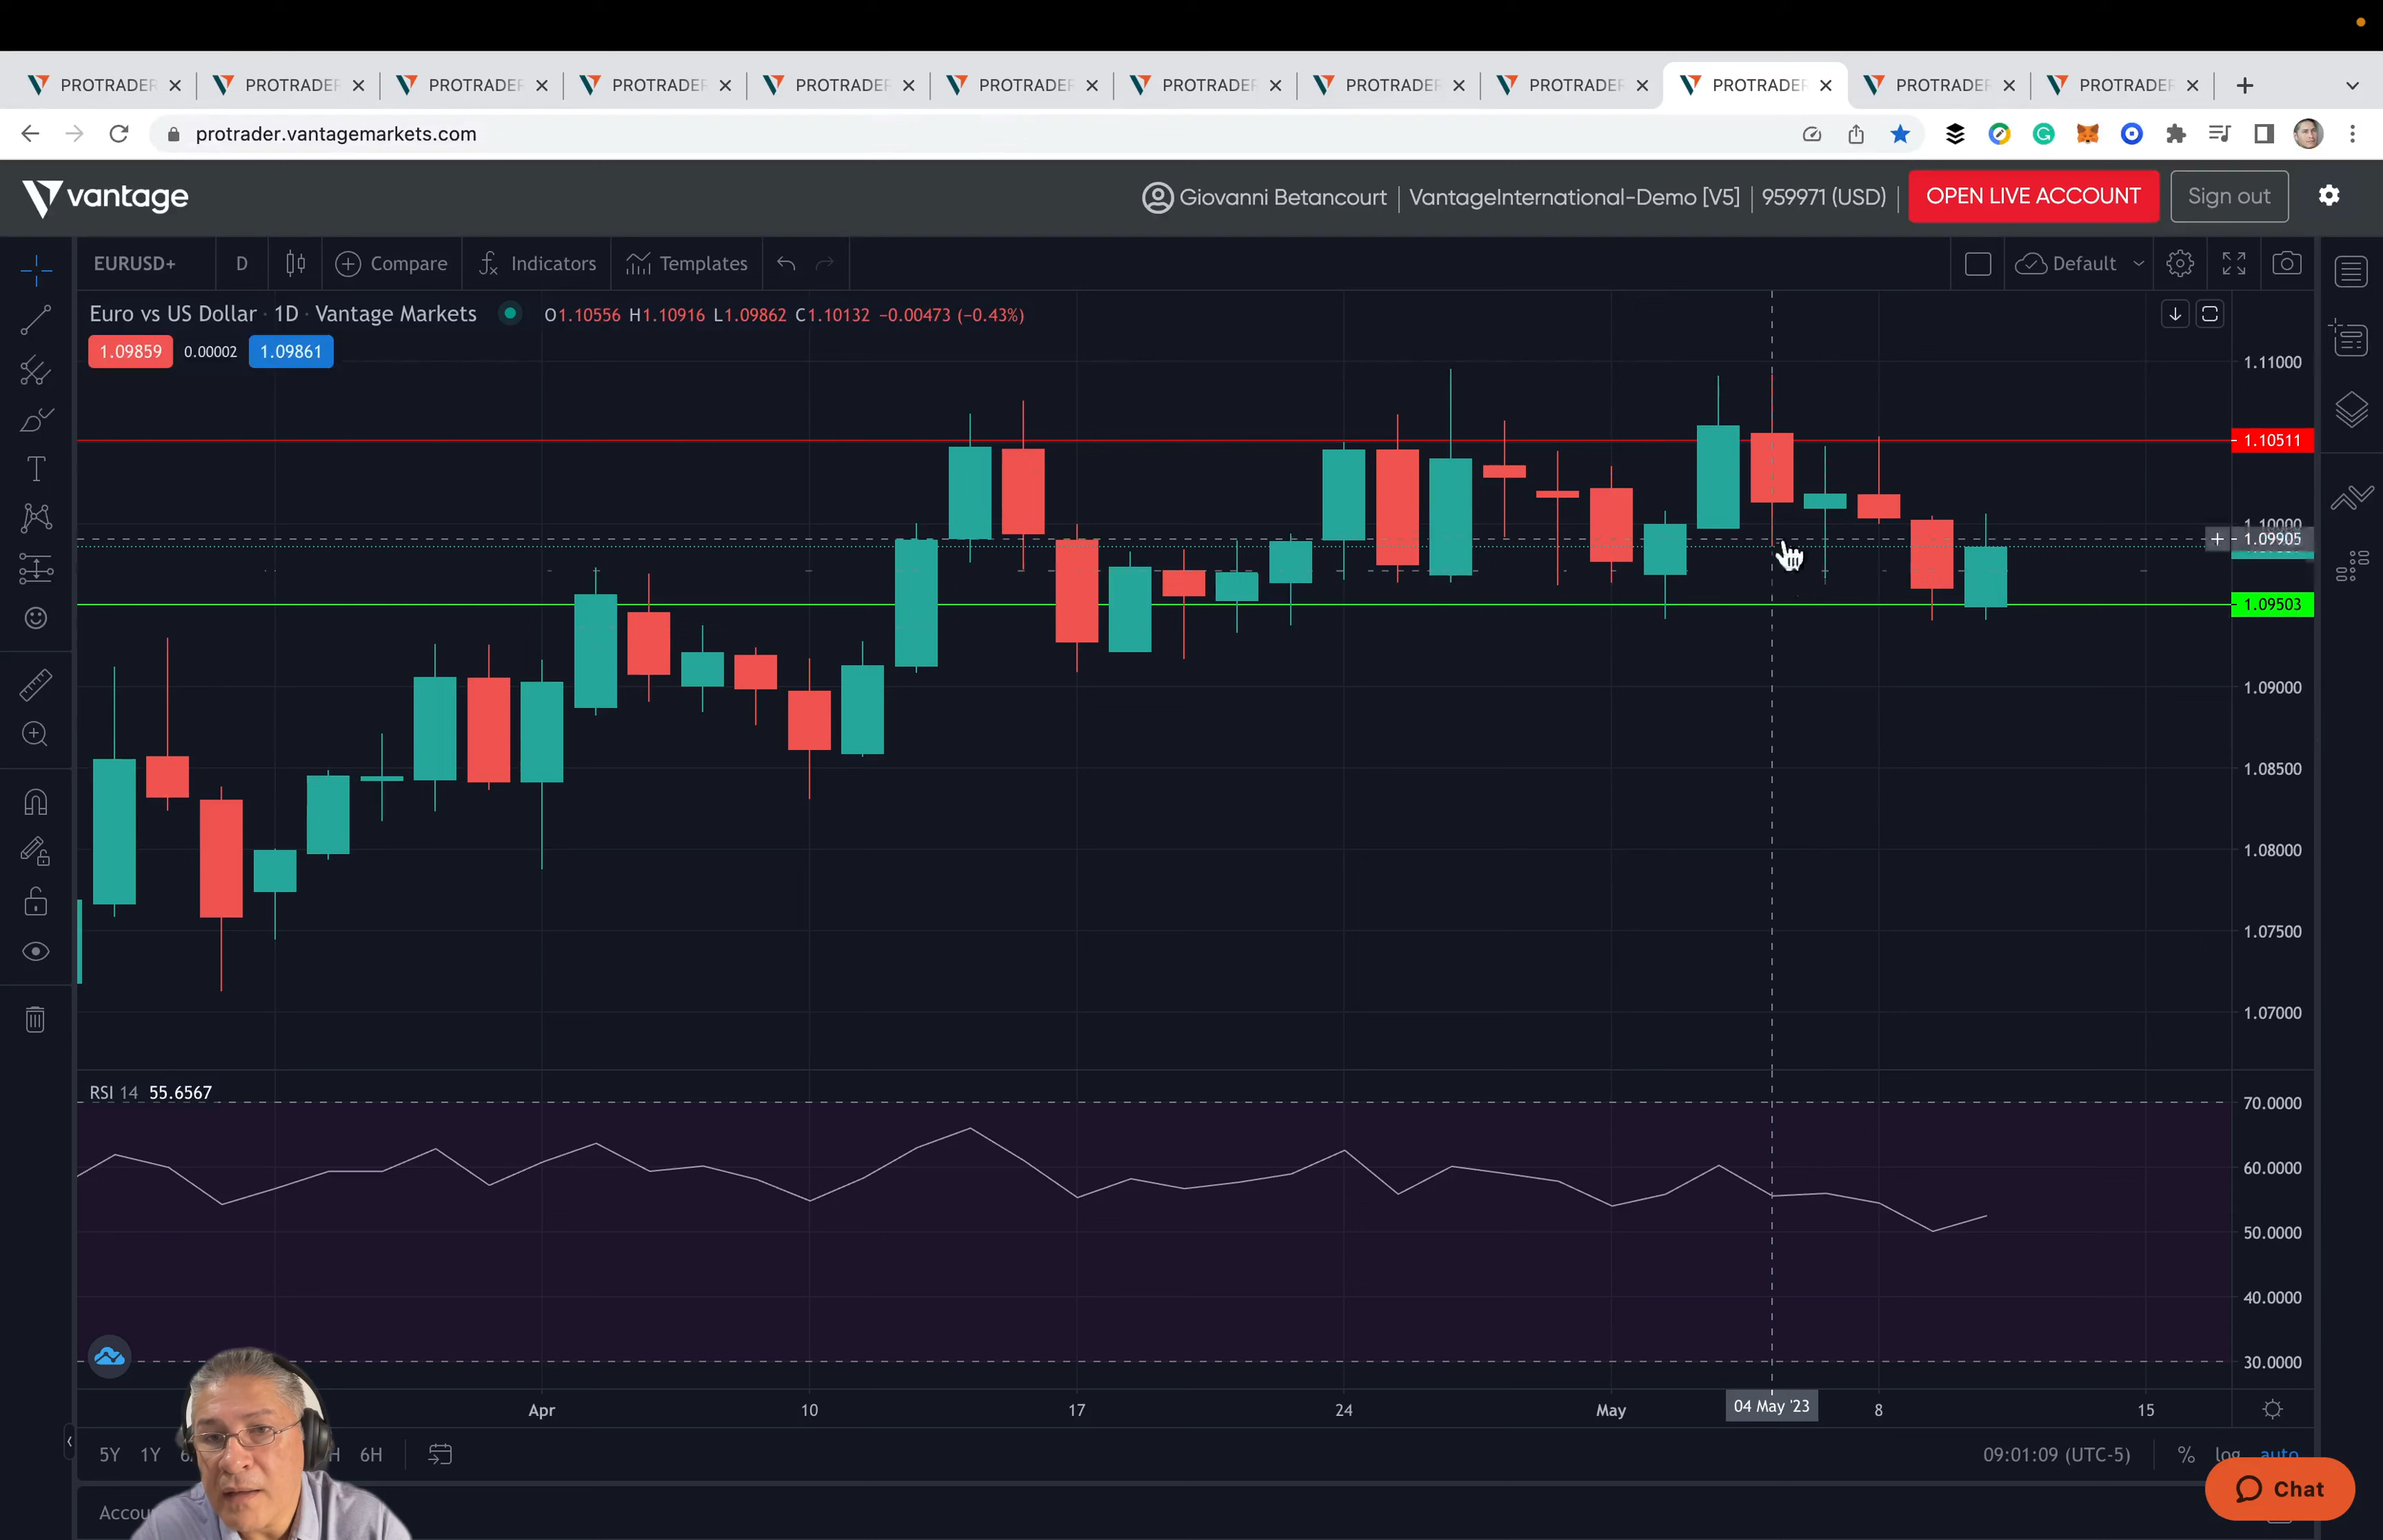 PROTRADER PROTRADER PROTRADER PROTRADER PROTRADER PROTRADER PROTRADER PROTRADER PROTRADER PROTRADER PROTRADER PROTRADER
protrader.vantagemarkets.com
vantage Giovanni Betancourt VantageInternational-Demo [V5] 959971 (USD) OPEN LIVE ACCOUNT Sign out
EURUSD+ D Compare Indicators Templates Default
Euro vs US Dollar · 1D · Vantage Markets O1.10556 H1.10916 L1.09862 C1.10132 −0.00473 (−0.43%)
1.09859 0.00002 1.09861
1.11000
1.10511
1.10000
1.09905
1.09503
1.09000
1.08500
1.08000
1.07500
1.07000
RSI 14 55.6567
70.0000
60.0000
50.0000
40.0000
30.0000
Apr 10 17 24 May 04 May '23 8 15
5Y 1Y 6H 09:01:09 (UTC-5) % log auto
Chat